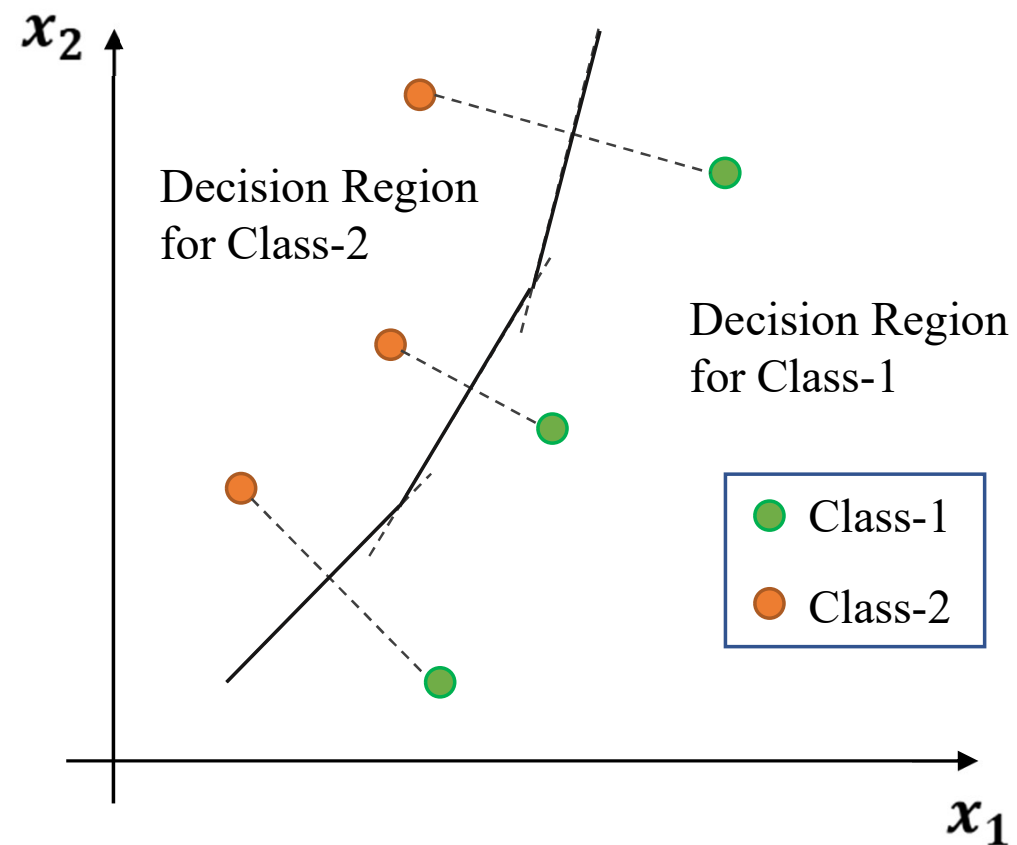 x₂
Decision Region
for Class-2
Decision Region
for Class-1
Class-1
Class-2
x₁